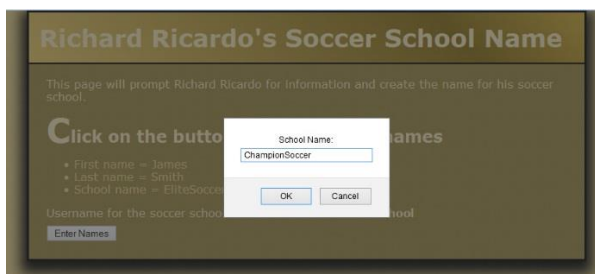 Richard Ricardo's Soccer School Name
This page will prompt Richard Ricardo for information and create the name for his soccer
school.
Click on the butto ames
• First name = James
• Last name = Smith
• School name = EliteSoccer
Username for the soccer schoo hool
Enter Names
School Name:
ChampionSoccer
OK Cancel